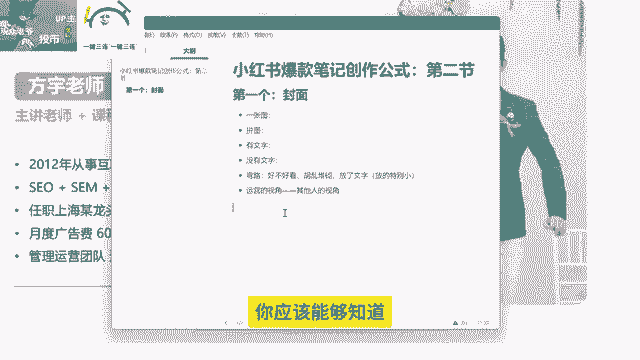 UP主
投币
一键三连 一键三连
格式(O)
帮助(H)
大纲
小红书爆款笔记创作公式：第二节
第一个：封面
小红书爆款笔记创作公式：第二
节
第一个：封面
一张图：
拼图：
有文字：
没有文字：
弯路：好不好看、胡乱堆砌、放了文字（放的特别小）
运营的视角——其他人的视角
方宇老师
主讲老师 + 课
2012年从事互
SEO + SEM +
任职上海某龙头
月度广告费 60
管理运营团队
你应该能够知道